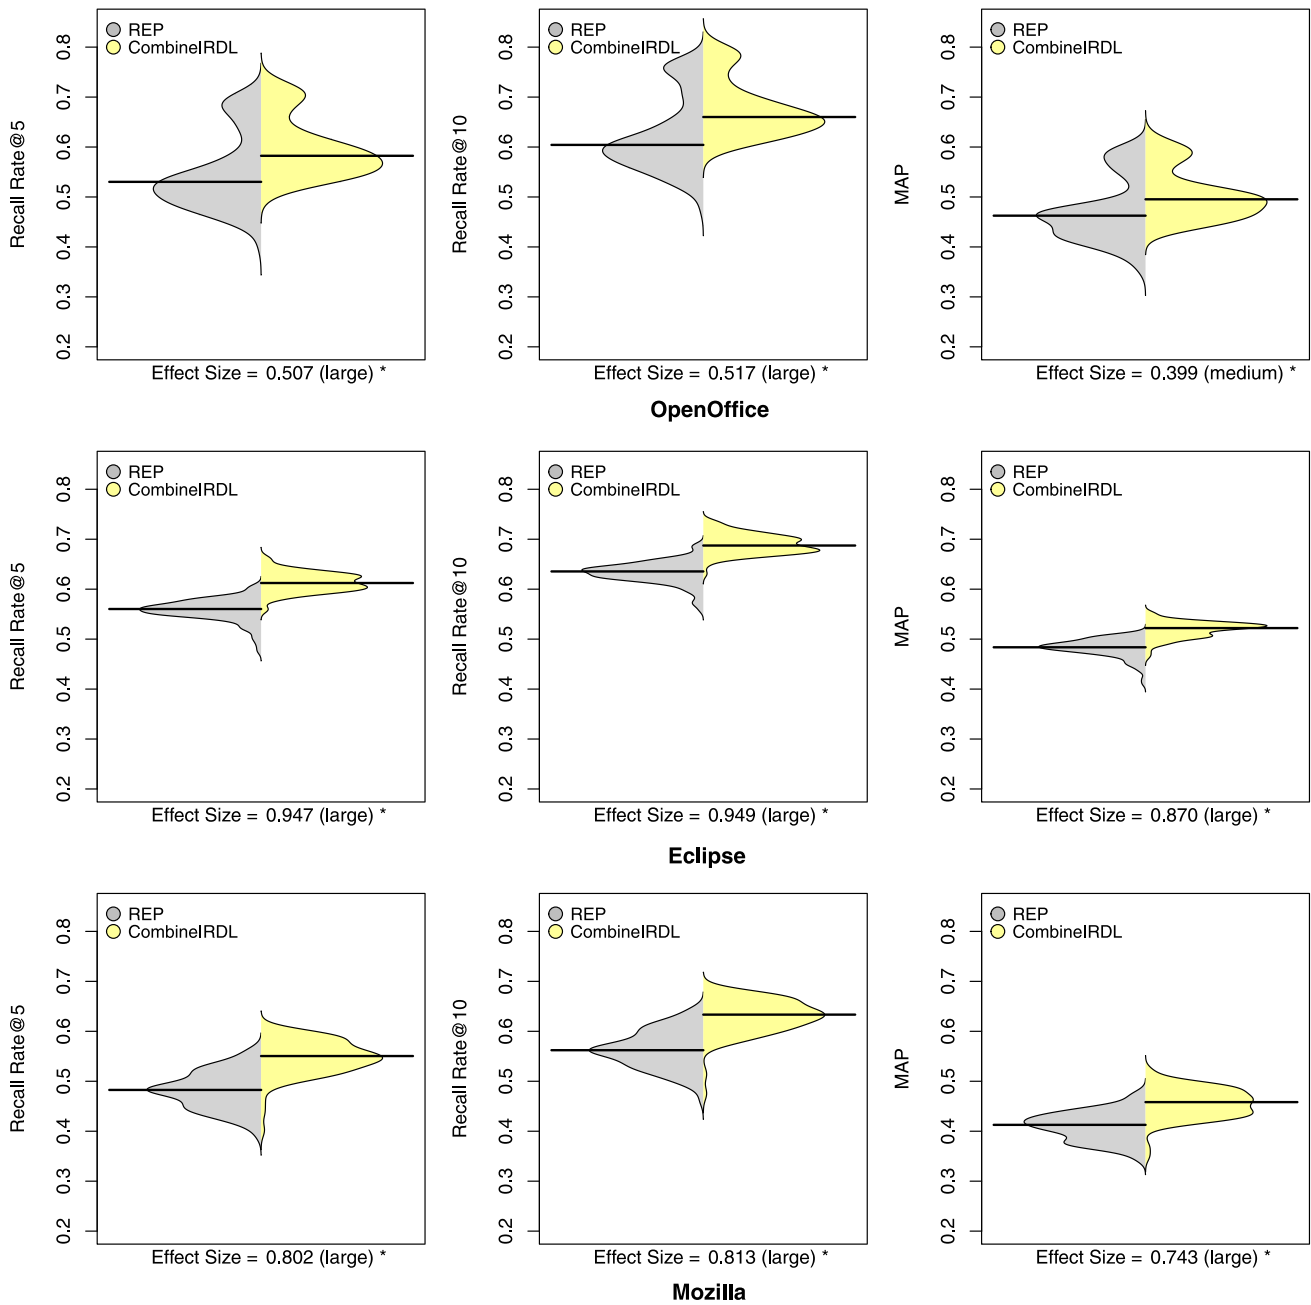 REP
CombineIRDL
Recall Rate@5
0.2 0.3 0.4 0.5 0.6 0.7 0.8
Effect Size = 0.507 (large) *
REP
CombineIRDL
Recall Rate@10
0.2 0.3 0.4 0.5 0.6 0.7 0.8
Effect Size = 0.517 (large) *
REP
CombineIRDL
MAP
0.2 0.3 0.4 0.5 0.6 0.7 0.8
Effect Size = 0.399 (medium) *
OpenOffice
REP
CombineIRDL
Recall Rate@5
0.2 0.3 0.4 0.5 0.6 0.7 0.8
Effect Size = 0.947 (large) *
REP
CombineIRDL
Recall Rate@10
0.2 0.3 0.4 0.5 0.6 0.7 0.8
Effect Size = 0.949 (large) *
REP
CombineIRDL
MAP
0.2 0.3 0.4 0.5 0.6 0.7 0.8
Effect Size = 0.870 (large) *
Eclipse
REP
CombineIRDL
Recall Rate@5
0.2 0.3 0.4 0.5 0.6 0.7 0.8
Effect Size = 0.802 (large) *
REP
CombineIRDL
Recall Rate@10
0.2 0.3 0.4 0.5 0.6 0.7 0.8
Effect Size = 0.813 (large) *
REP
CombineIRDL
MAP
0.2 0.3 0.4 0.5 0.6 0.7 0.8
Effect Size = 0.743 (large) *
Mozilla